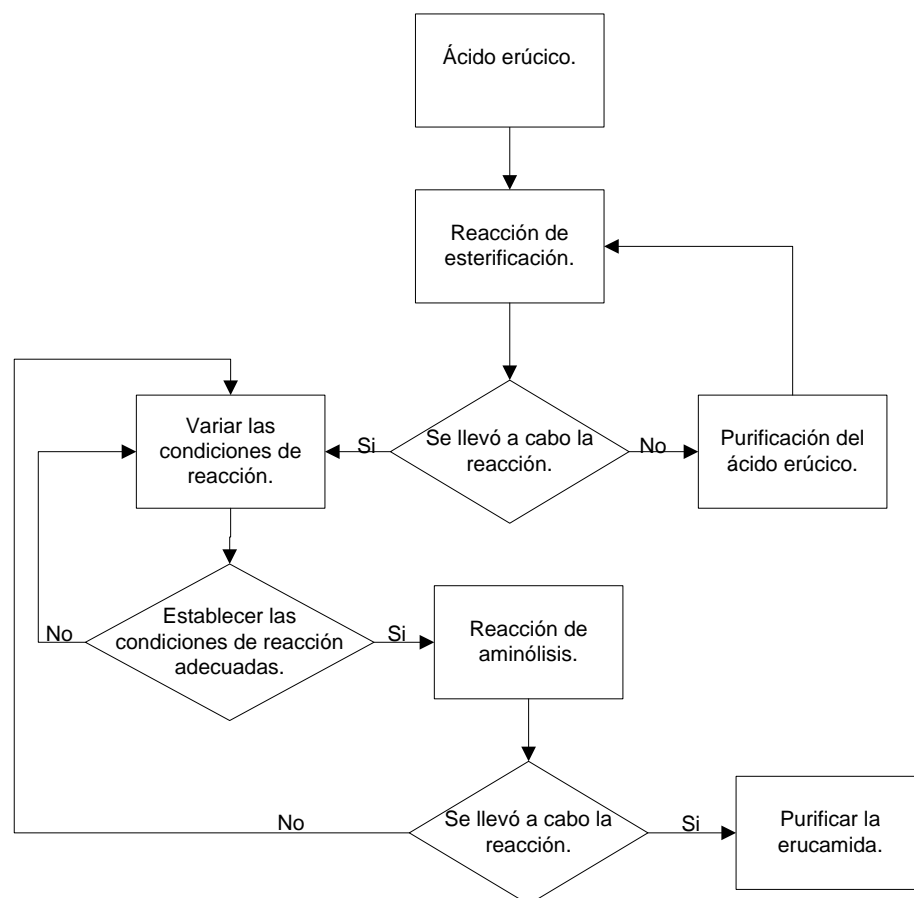 Ácido erúcico.
Reacción de
esterificación.
Se llevó a cabo la
reacción.
Si
No
Purificación del
ácido erúcico.
Variar las
condiciones de
reacción.
Establecer las
condiciones de reacción
adecuadas.
No
Si
Reacción de
aminólisis.
Se llevó a cabo la
reacción.
No
Si
Purificar la
erucamida.